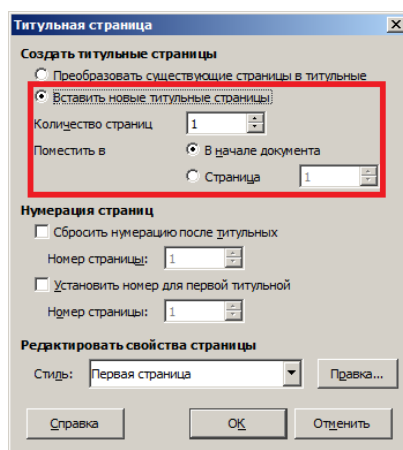 Титульная страница
Создать титульные страницы
Преобразовать существующие страницы в титульные
Вставить новые титульные страницы
Количество страниц 1
Поместить в В начале документа
Страница 1
Нумерация страниц
Сбросить нумерацию после титульных
Номер страницы: 1
Установить номер для первой титульной
Номер страницы: 1
Редактировать свойства страницы
Стиль: Первая страница Правка...
Справка ОК Отменить